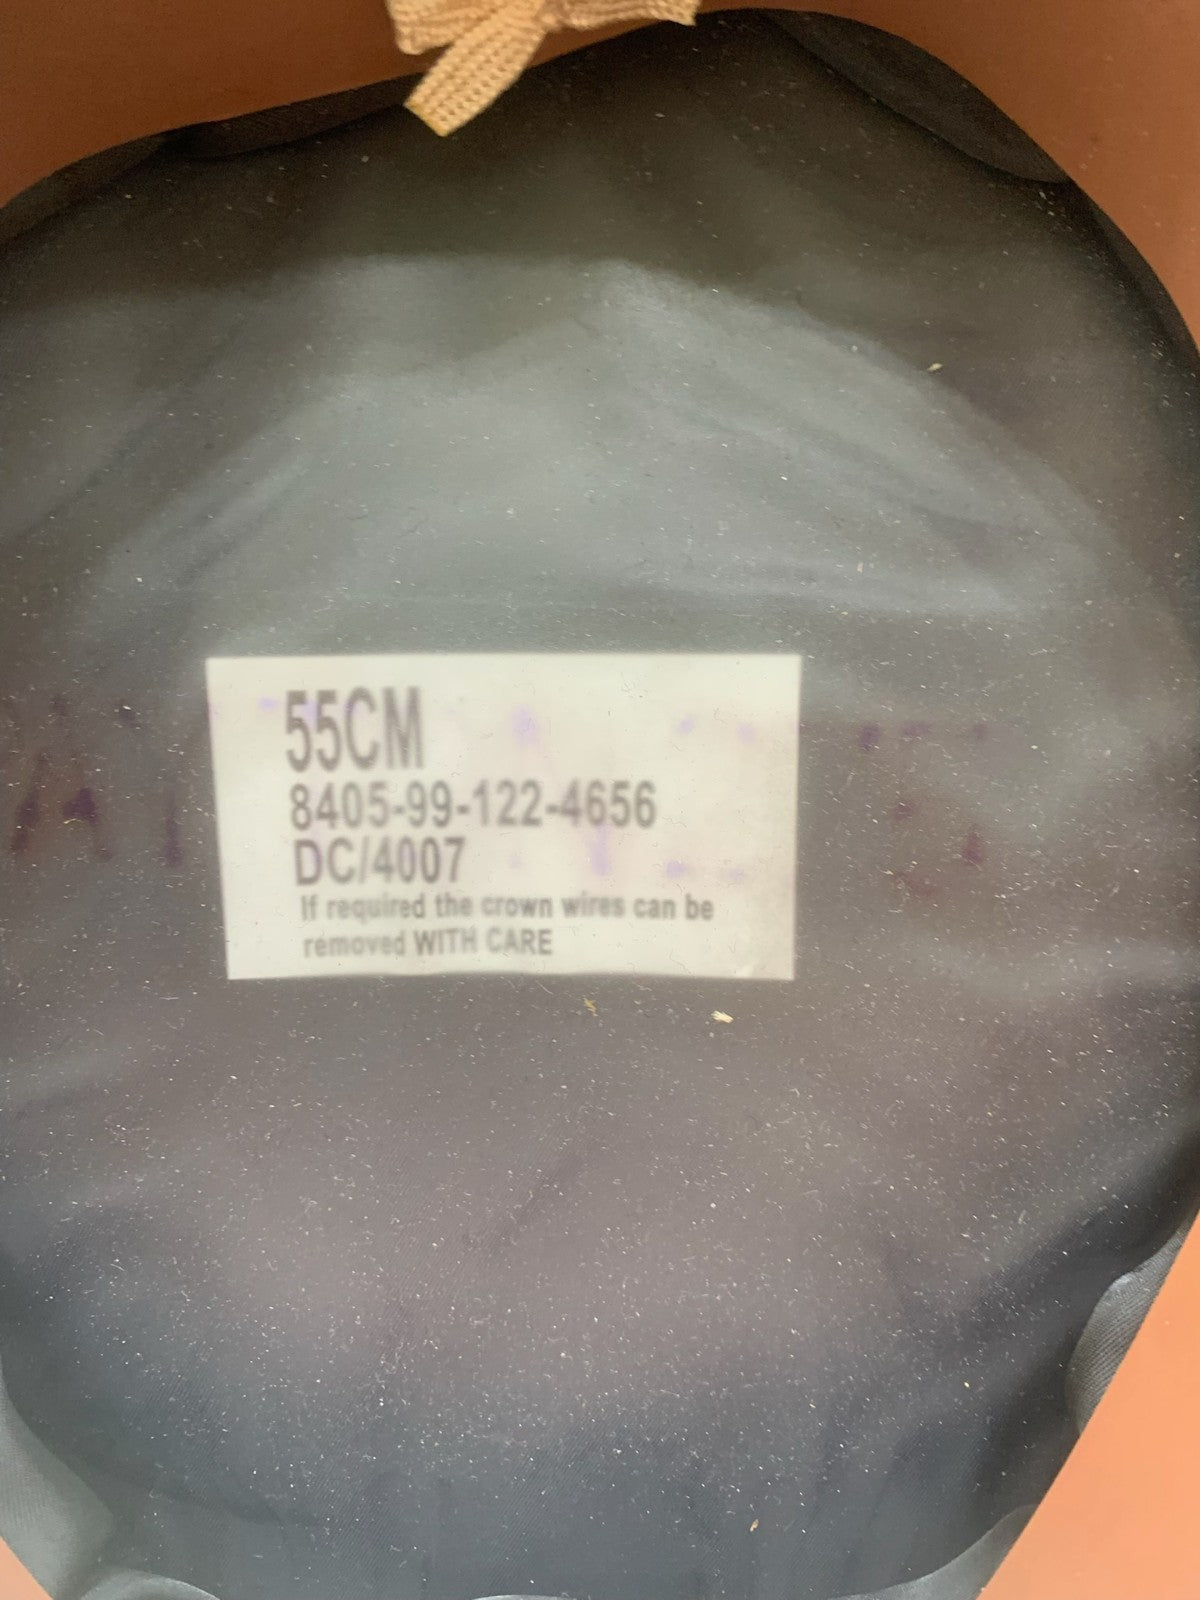 55CM
8405-99-122-4656
DC/4007
If required the crown wires can be
removed WITH CARE